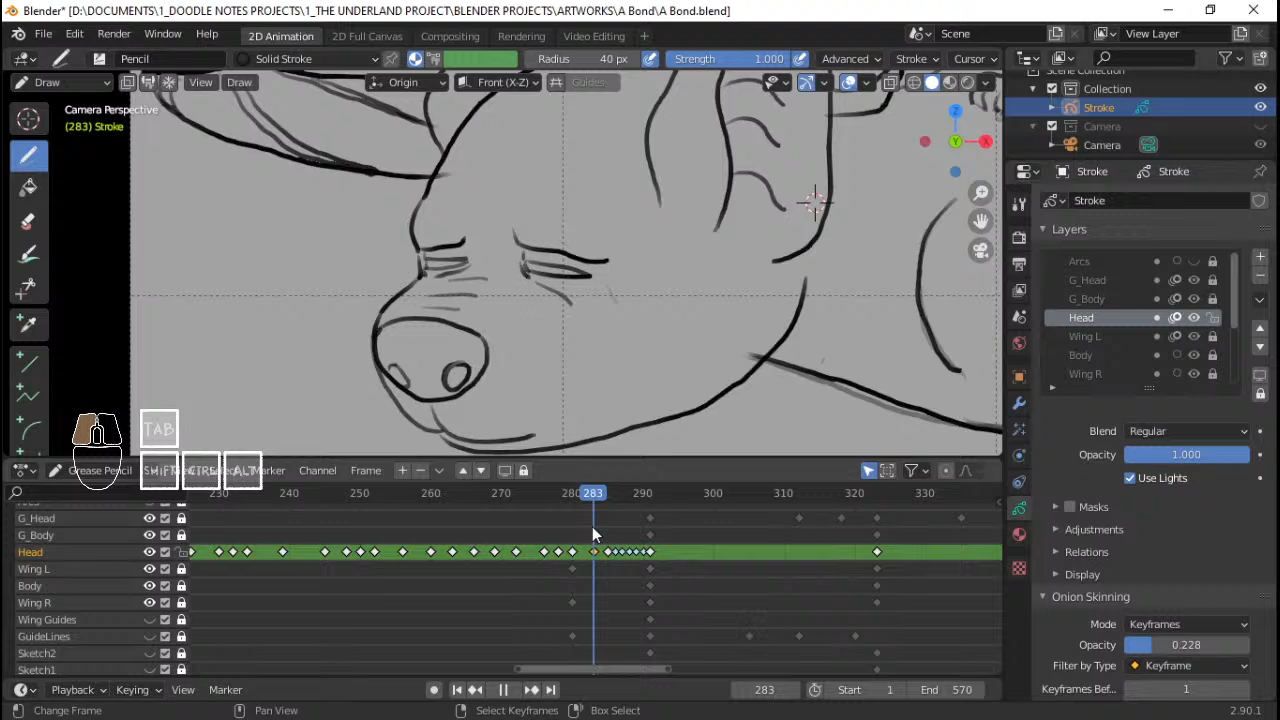 Blender* [D:\DOCUMENTS\1_DOODLE NOTES PROJECTS\1_THE UNDERLAND PROJECT\BLENDER PROJECTS\ARTWORKS\A Bond\A Bond.blend]
File Edit Render Window Help 2D Animation 2D Full Canvas Compositing Rendering Video Editing Scene View Layer
Pencil Solid Stroke Radius 40 px Strength 1.000 Advanced Stroke Cursor
Draw View Draw Origin Front (X-Z) Guides
Scene Collection
Collection
Stroke
Camera
Camera
Camera Perspective
(283) Stroke
Z
Y
X
Stroke Stroke
Stroke
Layers
Arcs
G_Head
G_Body
Head
Wing L
Body
Wing R
Blend Regular
Opacity 1.000
Use Lights
Masks
Adjustments
Relations
Display
Onion Skinning
Mode Keyframes
Opacity 0.228
Filter by Type Keyframe
Keyframes Bef... 1
TAB
SHIFT CTRL ALT
Grease Pencil View Select Marker Channel Frame
230 240 250 260 270 280 283 290 300 310 320 330
Arcs
G_Head
G_Body
Head
Wing L
Body
Wing R
Wing Guides
GuideLines
Sketch2
Sketch1
Playback Keying View Marker 283 Start 1 End 570
Change Frame Pan View Select Keyframes Box Select 2.90.1